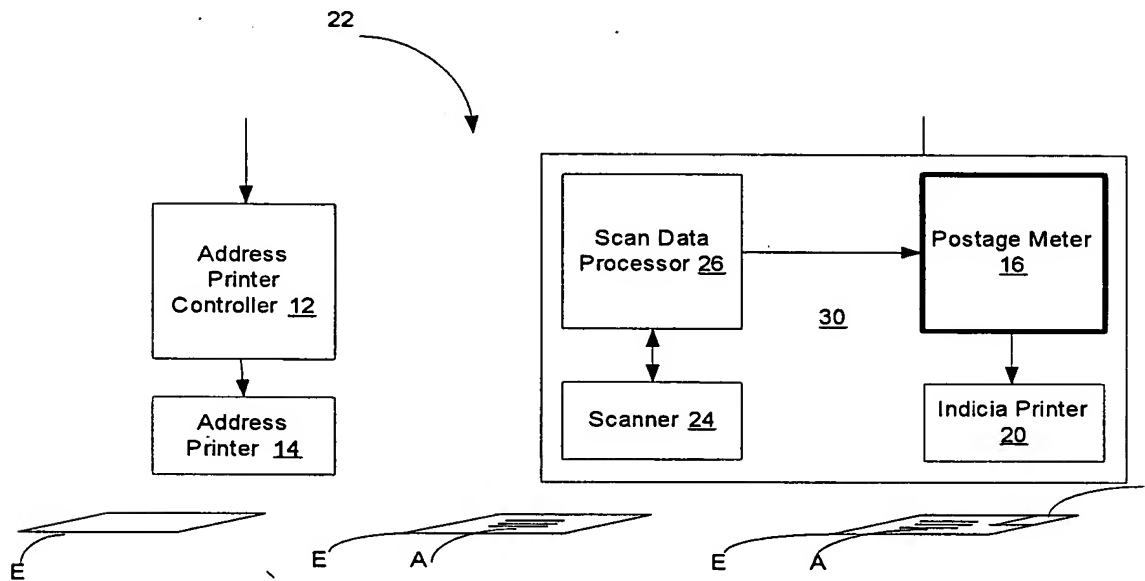 22
Address
Printer
Controller 12
Address
Printer 14
Scan Data
Processor 26
Scanner 24
30
Postage Meter
16
Indicia Printer
20
E
E
A
E
A